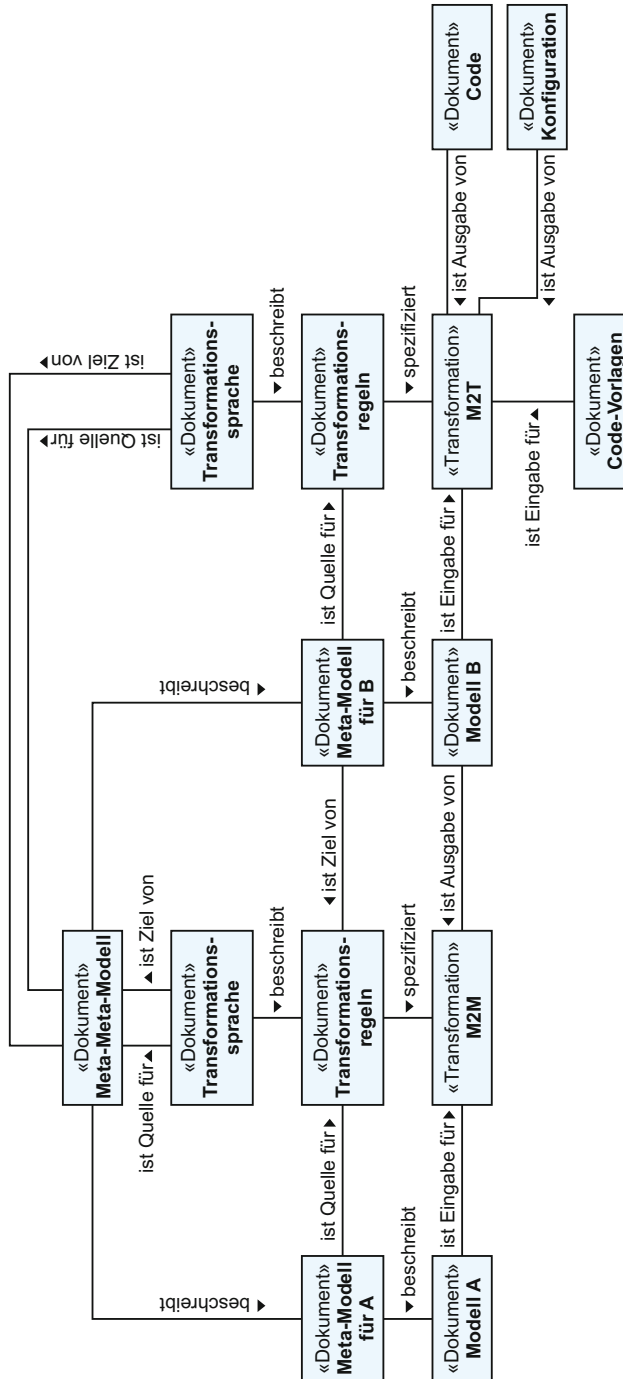 «Dokument»
Meta-Meta-Modell
beschreibt
ist Quelle für
ist Ziel von
beschreibt
ist Quelle für
ist Ziel von
«Dokument»
Transformations-
sprache
«Dokument»
Transformations-
sprache
beschreibt
beschreibt
«Dokument»
Meta-Modell
für A
ist Quelle für
«Dokument»
Transformations-
regeln
ist Ziel von
«Dokument»
Meta-Modell
für B
ist Quelle für
«Dokument»
Transformations-
regeln
beschreibt
spezifiziert
beschreibt
spezifiziert
«Dokument»
Modell A
ist Eingabe für
«Transformation»
M2M
ist Ausgabe von
«Dokument»
Modell B
ist Eingabe für
«Transformation»
M2T
ist Ausgabe von
«Dokument»
Code
ist Ausgabe von
«Dokument»
Konfiguration
ist Eingabe für
«Dokument»
Code-Vorlagen